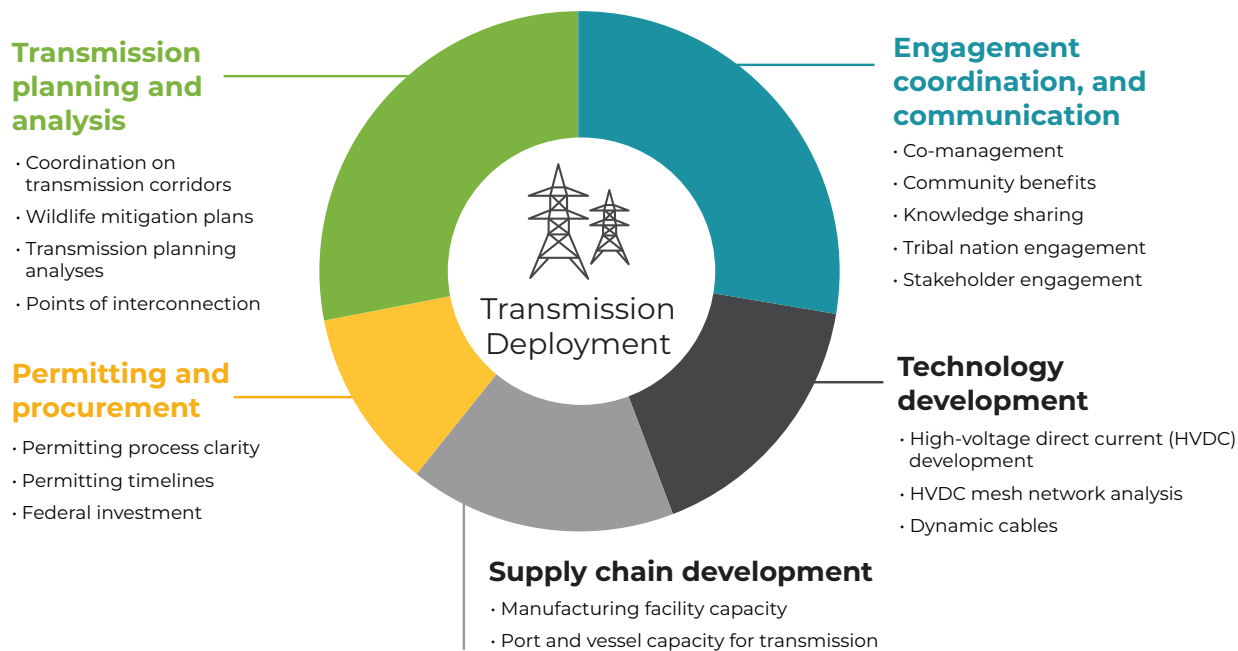 Transmission
planning and
analysis
• Coordination on
transmission corridors
• Wildlife mitigation plans
• Transmission planning
analyses
• Points of interconnection
Permitting and
procurement
• Permitting process clarity
• Permitting timelines
• Federal investment
Transmission
Deployment
Engagement
coordination, and
communication
• Co-management
• Community benefits
• Knowledge sharing
• Tribal nation engagement
• Stakeholder engagement
Technology
development
• High-voltage direct current (HVDC)
development
• HVDC mesh network analysis
• Dynamic cables
Supply chain development
• Manufacturing facility capacity
• Port and vessel capacity for transmission